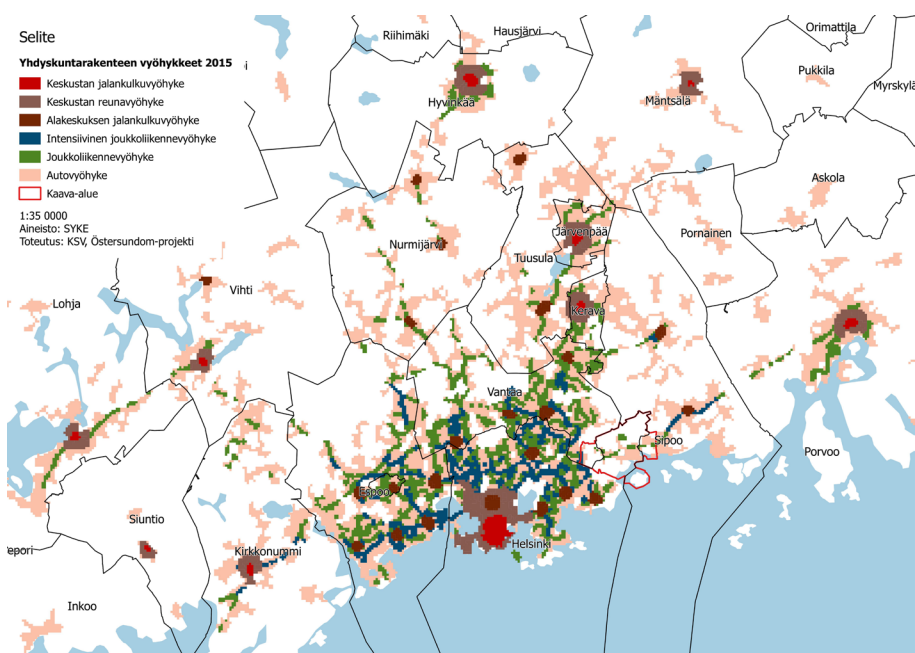 Selite
Yhdyskuntarakenteen vyöhykkeet 2015
Keskustan jalankulkuvyöhyke
Keskustan reunavyöhyke
Alakeskuksen jalankulkuvyöhyke
Intensiivinen joukkoliikennevyöhyke
Joukkoliikennevyöhyke
Autovyöhyke
Kaava-alue
1:35 0000
Aineisto: SYKE
Toteutus: KSV, Östersundom-projekti
Riihimäki
Hausjärvi
Orimattila
Pukkila
Myrskylä
Hyvinkää
Mäntsälä
Askola
Nurmijärvi
Järvenpää
Pornainen
Tuusula
Vihti
Lohja
Kerava
Vantaa
Sipoo
Porvoo
Espoo
Siuntio
Helsinki
Kirkkonummi
epori
Inkoo